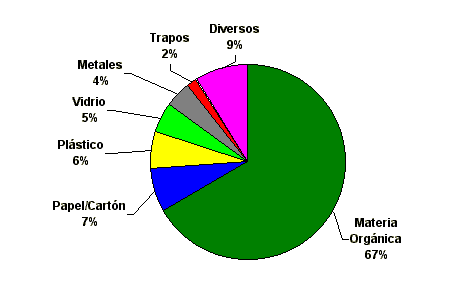 Diversos
9%
Trapos
2%
Metales
4%
Vidrio
5%
Plástico
6%
Papel/Cartón
7%
Materia
Orgánica
67%